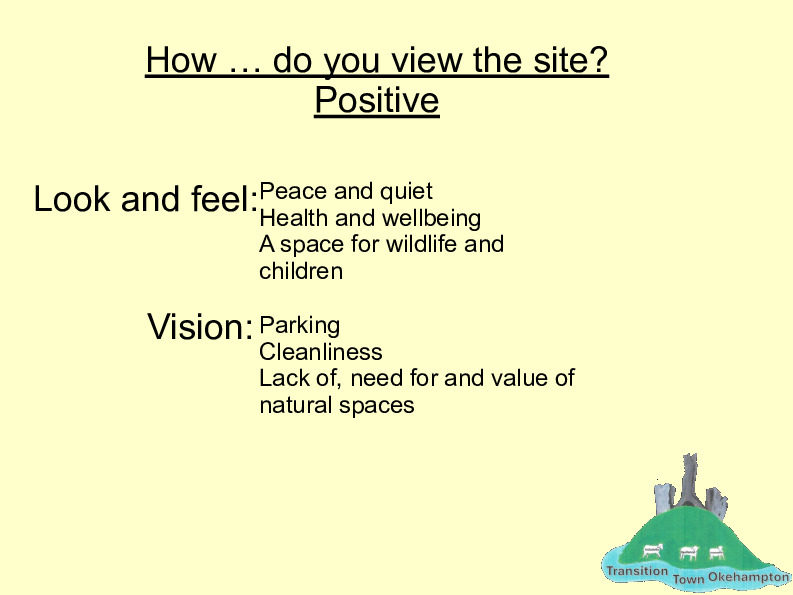 How … do you view the site?
Positive
Look and feel:
Peace and quiet
Health and wellbeing
A space for wildlife and
children
Vision:
Parking
Cleanliness
Lack of, need for and value of
natural spaces
Transition Town Okehampton